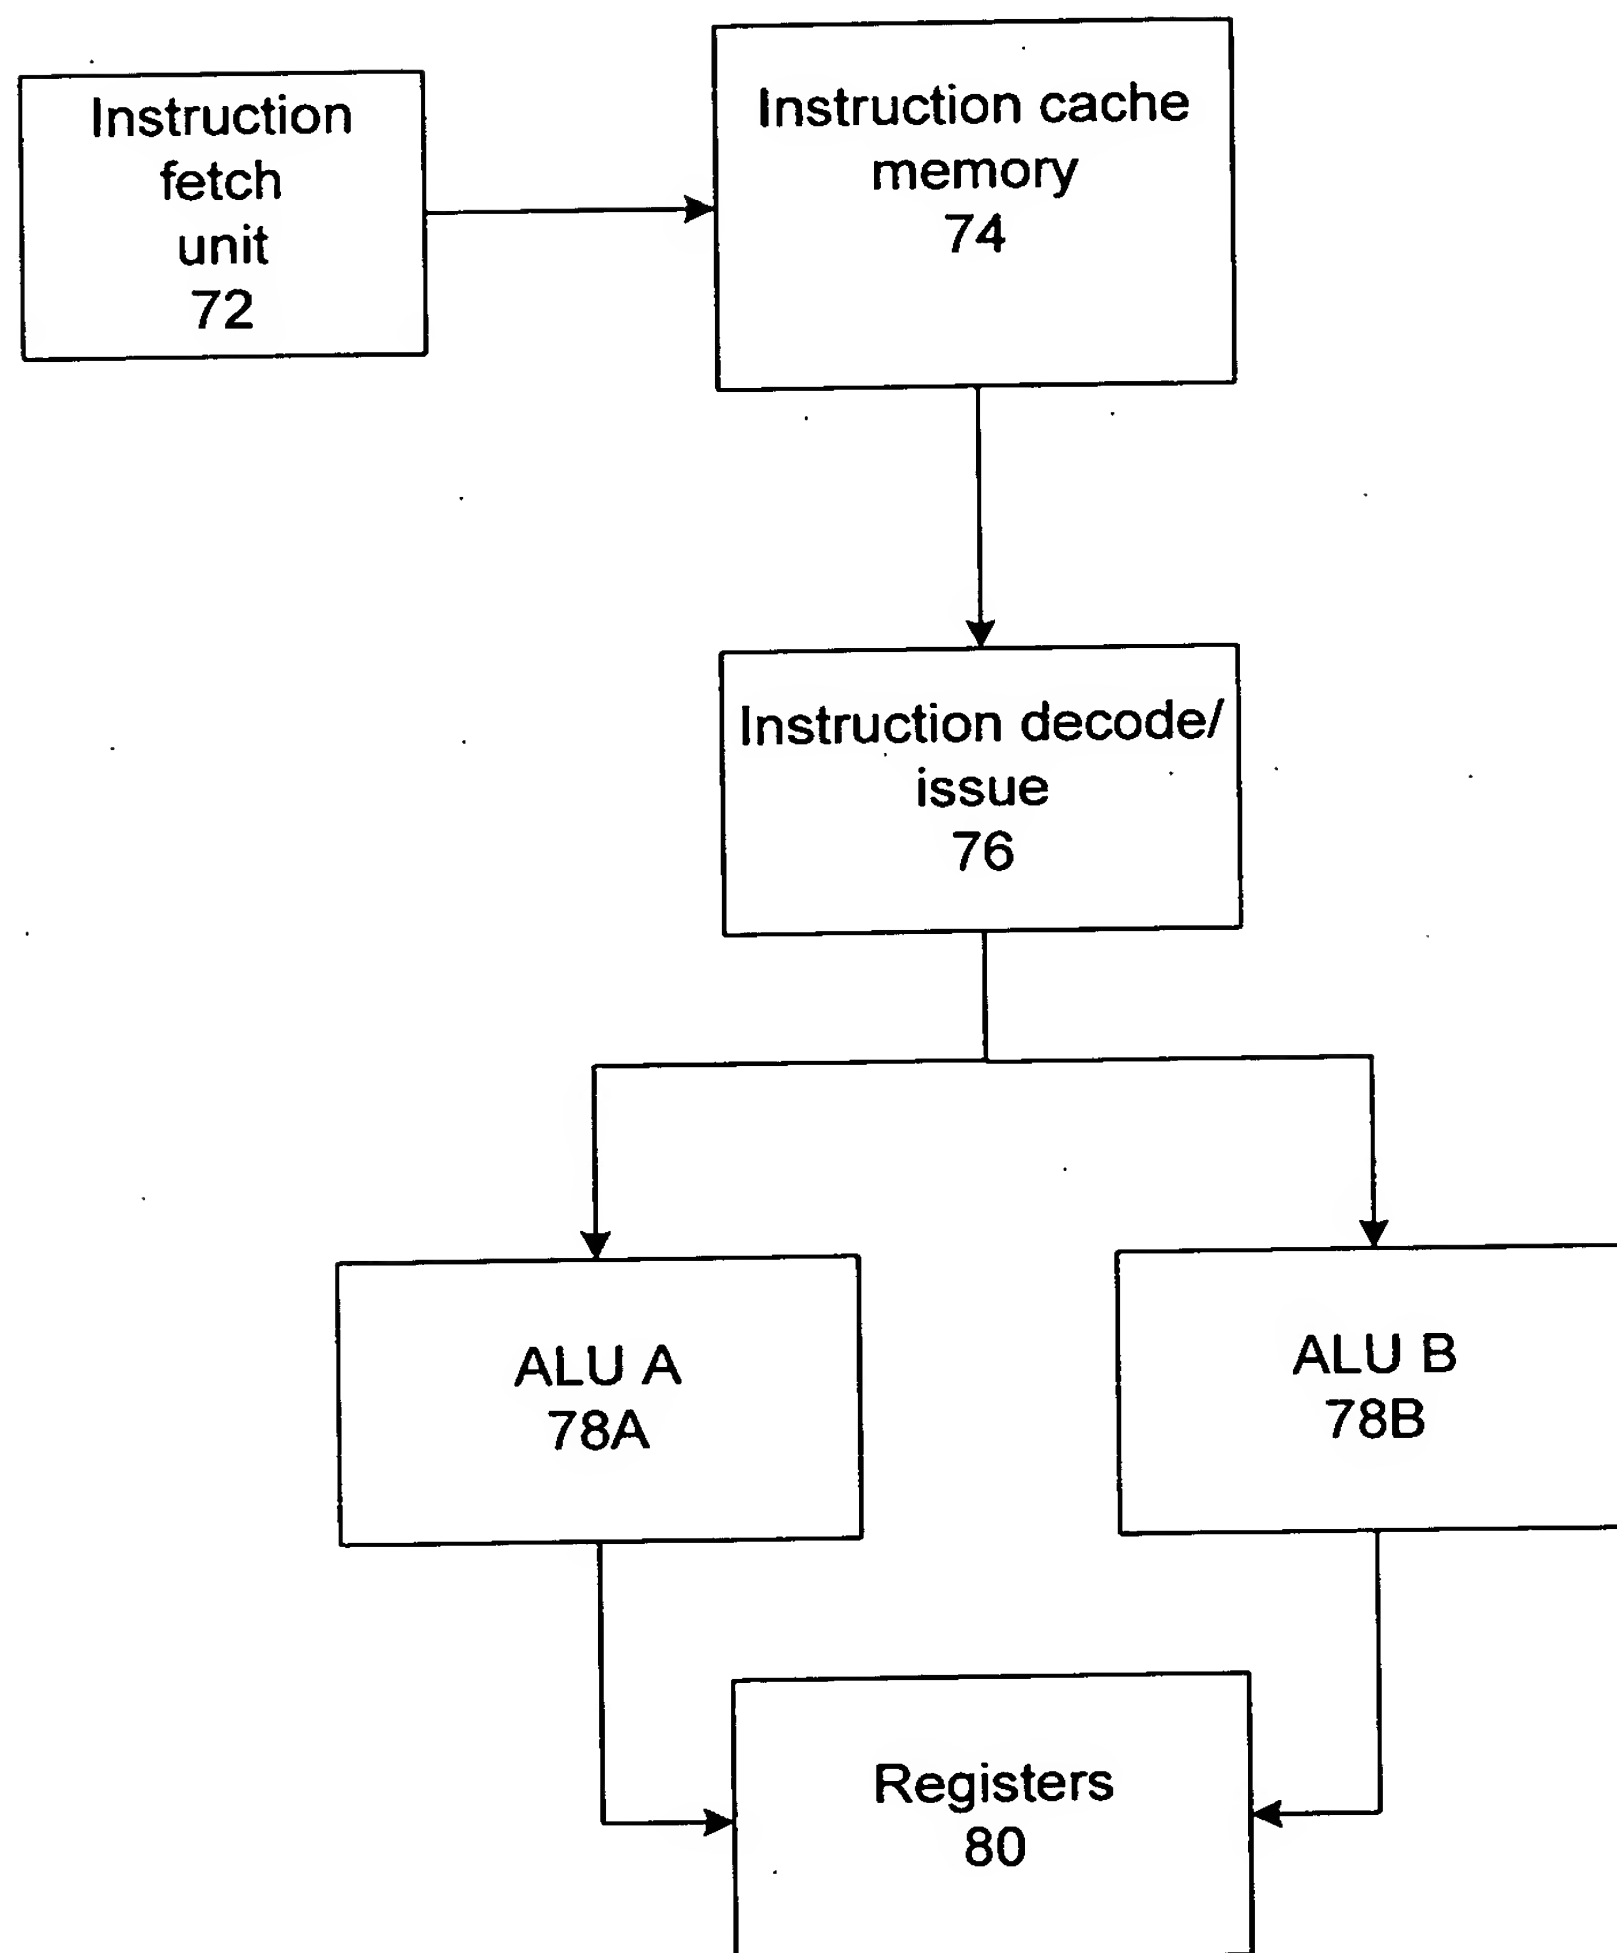 Instruction
fetch
unit
72
Instruction cache
memory
74
Instruction decode/
issue
76
ALU A
78A
ALU B
78B
Registers
80